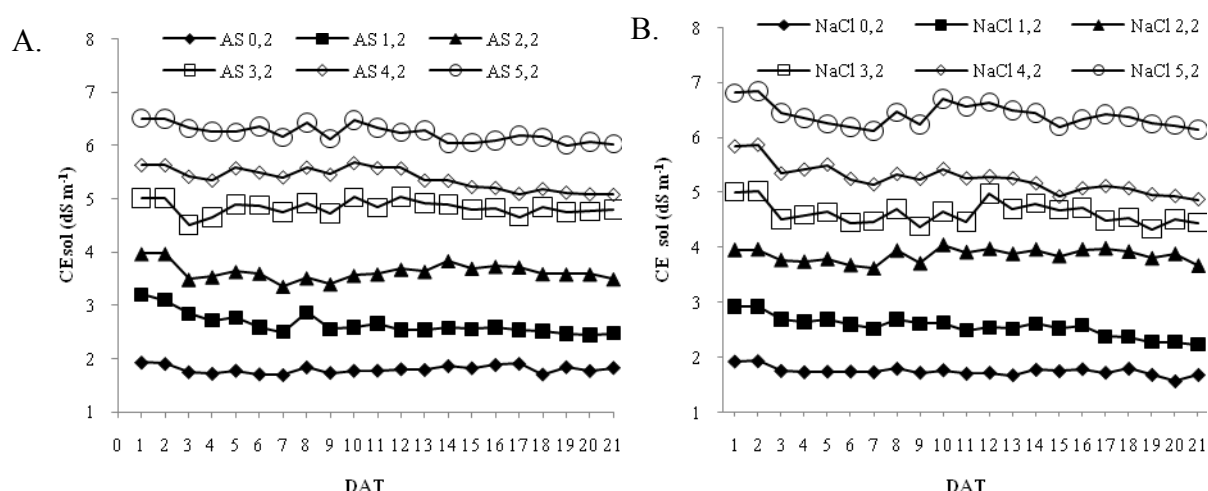 A.
AS 0,2 AS 1,2 AS 2,2
AS 3,2 AS 4,2 AS 5,2
CEsol (dS m⁻¹)
8
7
6
5
4
3
2
1
0 1 2 3 4 5 6 7 8 9 10 11 12 13 14 15 16 17 18 19 20 21
DAT
B.
NaCl 0,2 NaCl 1,2 NaCl 2,2
NaCl 3,2 NaCl 4,2 NaCl 5,2
CE sol (dS m⁻¹)
8
7
6
5
4
3
2
1
1 2 3 4 5 6 7 8 9 10 11 12 13 14 15 16 17 18 19 20 21
DAT